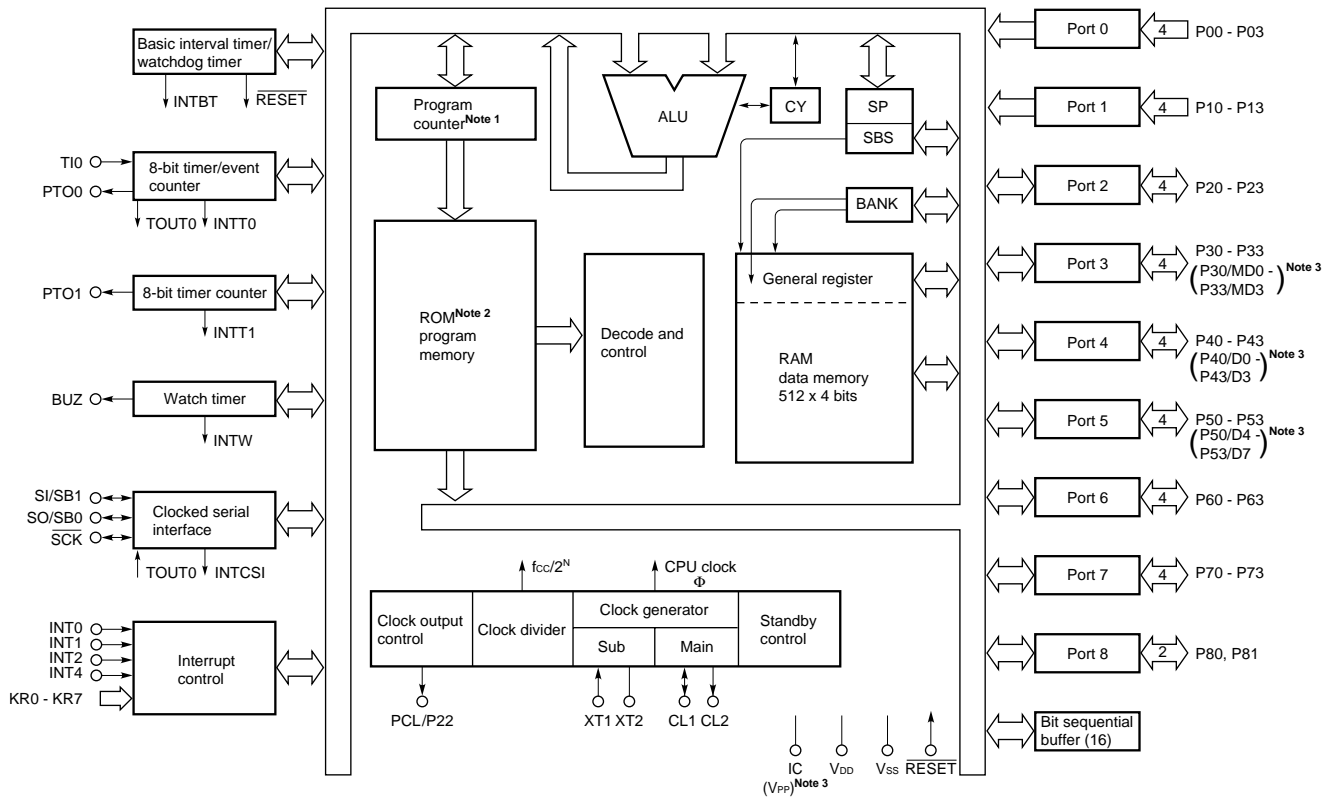 Basic interval timer/
watchdog timer
INTBT
RESET
TI0
PTO0
8-bit timer/event
counter
TOUT0
INTT0
PTO1
8-bit timer counter
INTT1
BUZ
Watch timer
INTW
SI/SB1
SO/SB0
SCK
Clocked serial
interface
TOUT0
INTCSI
INT0
INT1
INT2
INT4
KR0 - KR7
Interrupt
control
Program
counter Note 1
ALU
CY
SP
SBS
BANK
ROM Note 2
program
memory
Decode and
control
General register
RAM
data memory
512 x 4 bits
fCC/2^N
CPU clock
Φ
Clock output
control
Clock divider
Clock generator
Sub
Main
Standby
control
PCL/P22
XT1 XT2
CL1 CL2
IC
(VPP) Note 3
VDD
VSS
RESET
Port 0
4
P00 - P03
Port 1
4
P10 - P13
Port 2
4
P20 - P23
Port 3
4
P30 - P33
(P30/MD0 -
P33/MD3) Note 3
Port 4
4
P40 - P43
(P40/D0 -
P43/D3) Note 3
Port 5
4
P50 - P53
(P50/D4 -
P53/D7) Note 3
Port 6
4
P60 - P63
Port 7
4
P70 - P73
Port 8
2
P80, P81
Bit sequential
buffer (16)